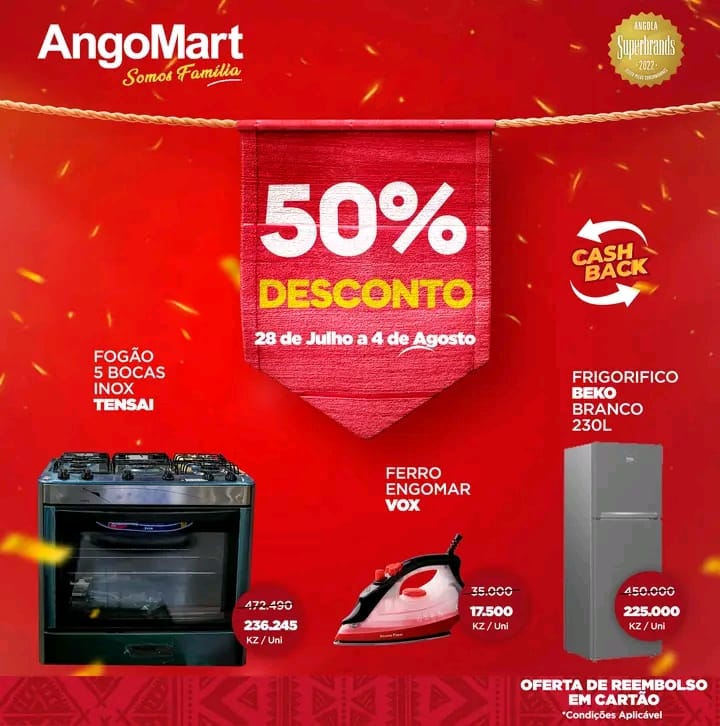 AngoMart
Somos Família
ANGOLA
Superbrands
2022
50%
DESCONTO
28 de Julho a 4 de Agosto
CASH
BACK
FOGÃO
5 BOCAS
INOX
TENSAI
472.490
236.245
KZ / Uni
FERRO
ENGOMAR
VOX
35.000
17.500
KZ / Uni
FRIGORIFICO
BEKO
BRANCO
230L
450.000
225.000
KZ / Uni
OFERTA DE REEMBOLSO
EM CARTÃO
*Condições Aplicável